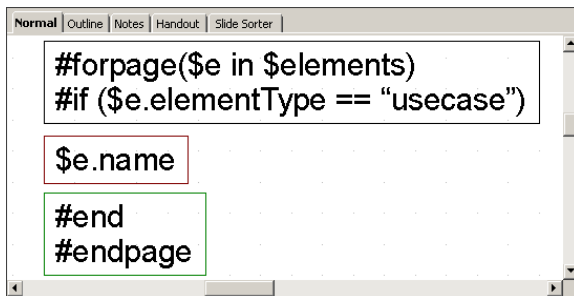 Normal Outline Notes Handout Slide Sorter
#forpage($e in $elements)
#if ($e.elementType == “usecase”)
$e.name
#end
#endpage